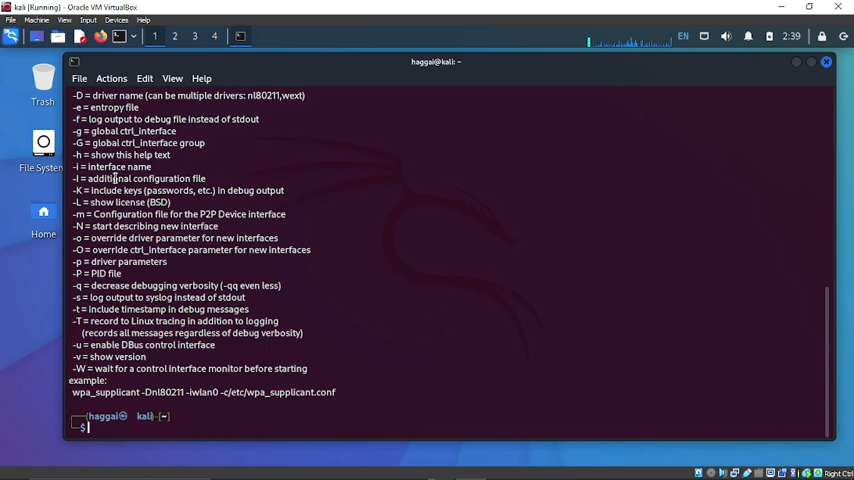 kali [Running] - Oracle VM VirtualBox
File Machine View Input Devices Help
1 2 3 4 EN 2:39
haggai@kali: ~
File Actions Edit View Help
-D = driver name (can be multiple drivers: nl80211,wext)
-e = entropy file
-f = log output to debug file instead of stdout
-g = global ctrl_interface
-G = global ctrl_interface group
-h = show this help text
-i = interface name
-I = additional configuration file
-K = include keys (passwords, etc.) in debug output
-L = show license (BSD)
-m = Configuration file for the P2P Device interface
-N = start describing new interface
-o = override driver parameter for new interfaces
-O = override ctrl_interface parameter for new interfaces
-p = driver parameters
-P = PID file
-q = decrease debugging verbosity (-qq even less)
-s = log output to syslog instead of stdout
-t = include timestamp in debug messages
-T = record to Linux tracing in addition to logging
(records all messages regardless of debug verbosity)
-u = enable DBus control interface
-v = show version
-W = wait for a control interface monitor before starting
example:
wpa_supplicant -Dnl80211 -iwlan0 -c/etc/wpa_supplicant.conf
┌──(haggai㉿ kali)-[~]
└─$
Trash
File System
Home
Right Ctrl